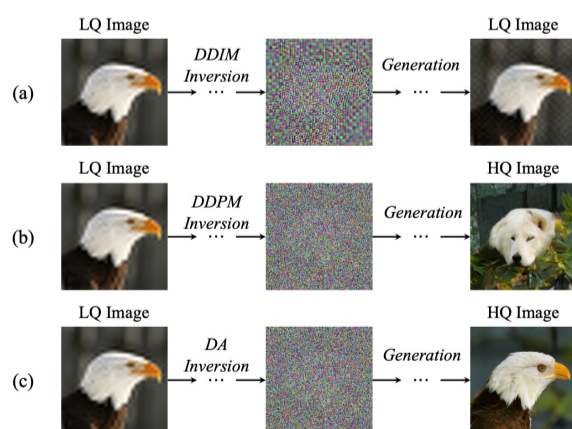 LQ Image
LQ Image
(a)
DDIM
Inversion
...
Generation
...
LQ Image
HQ Image
(b)
DDPM
Inversion
...
Generation
...
LQ Image
HQ Image
(c)
DA
Inversion
...
Generation
...